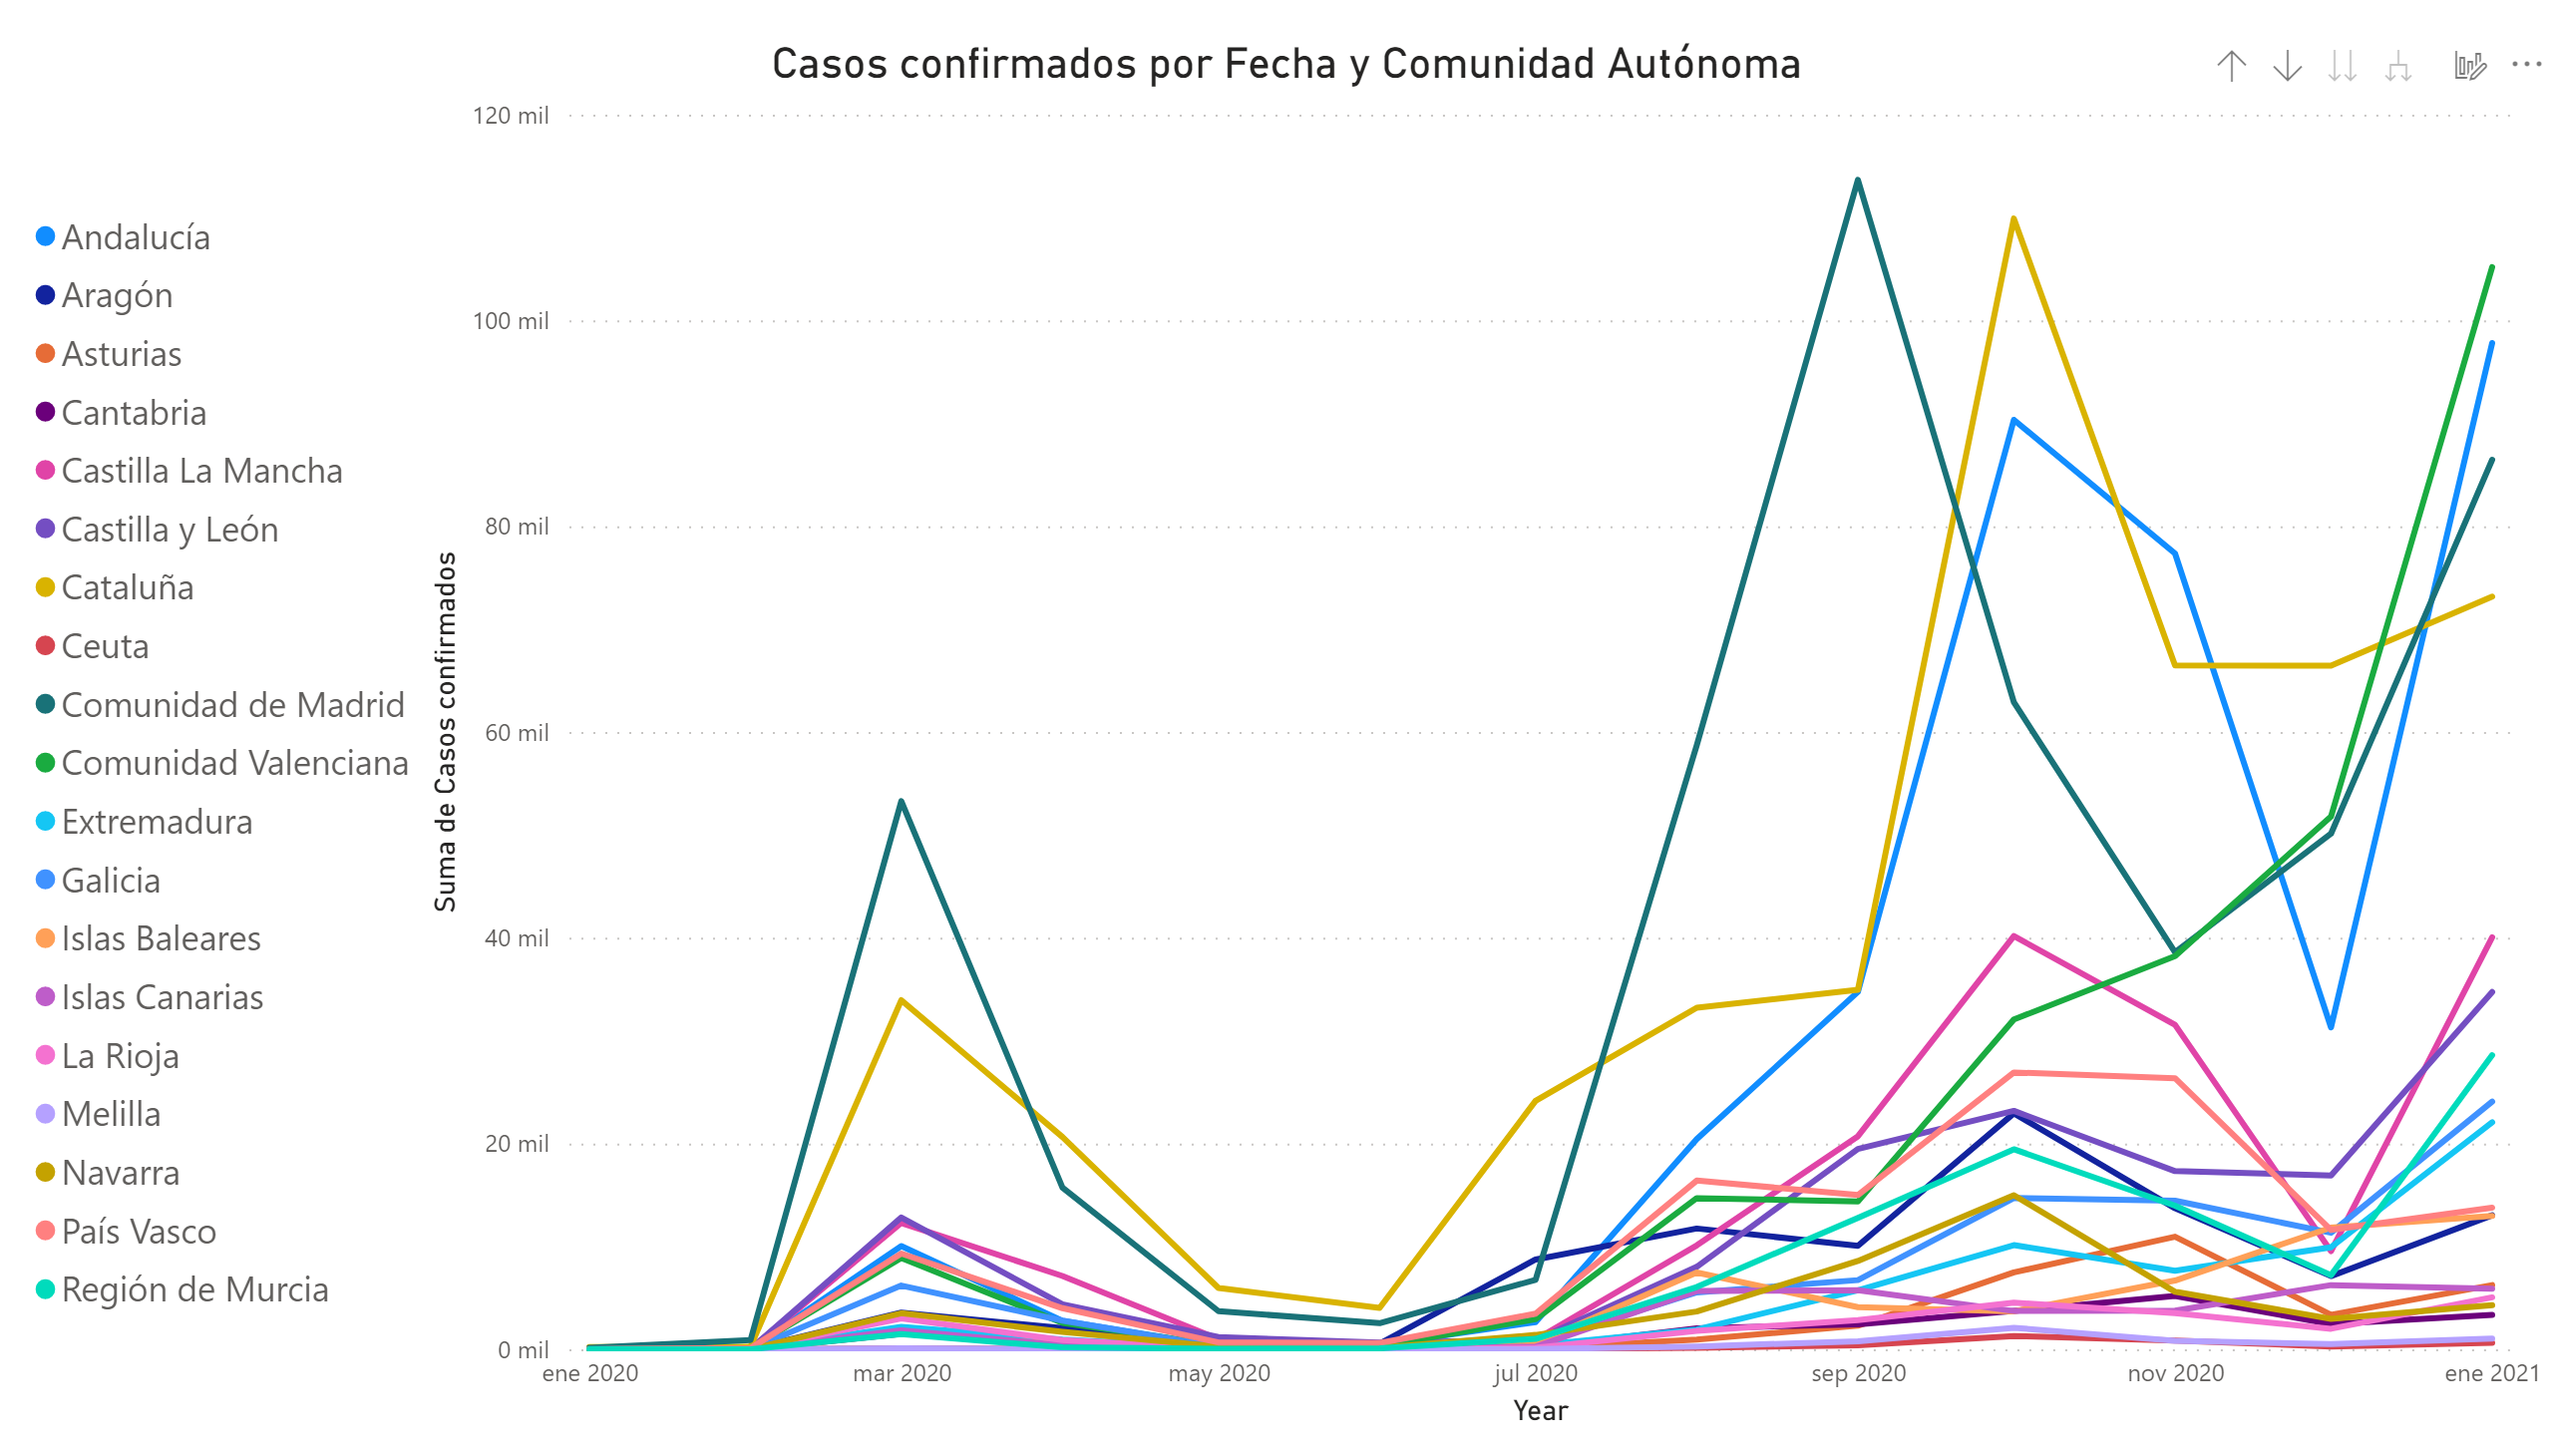 Casos confirmados por Fecha y Comunidad Autónoma
Andalucía
Aragón
Asturias
Cantabria
Castilla La Mancha
Castilla y León
Cataluña
Ceuta
Comunidad de Madrid
Comunidad Valenciana
Extremadura
Galicia
Islas Baleares
Islas Canarias
La Rioja
Melilla
Navarra
País Vasco
Región de Murcia
Suma de Casos confirmados
120 mil
100 mil
80 mil
60 mil
40 mil
20 mil
0 mil
ene 2020 mar 2020 may 2020 jul 2020 sep 2020 nov 2020 ene 2021
Year